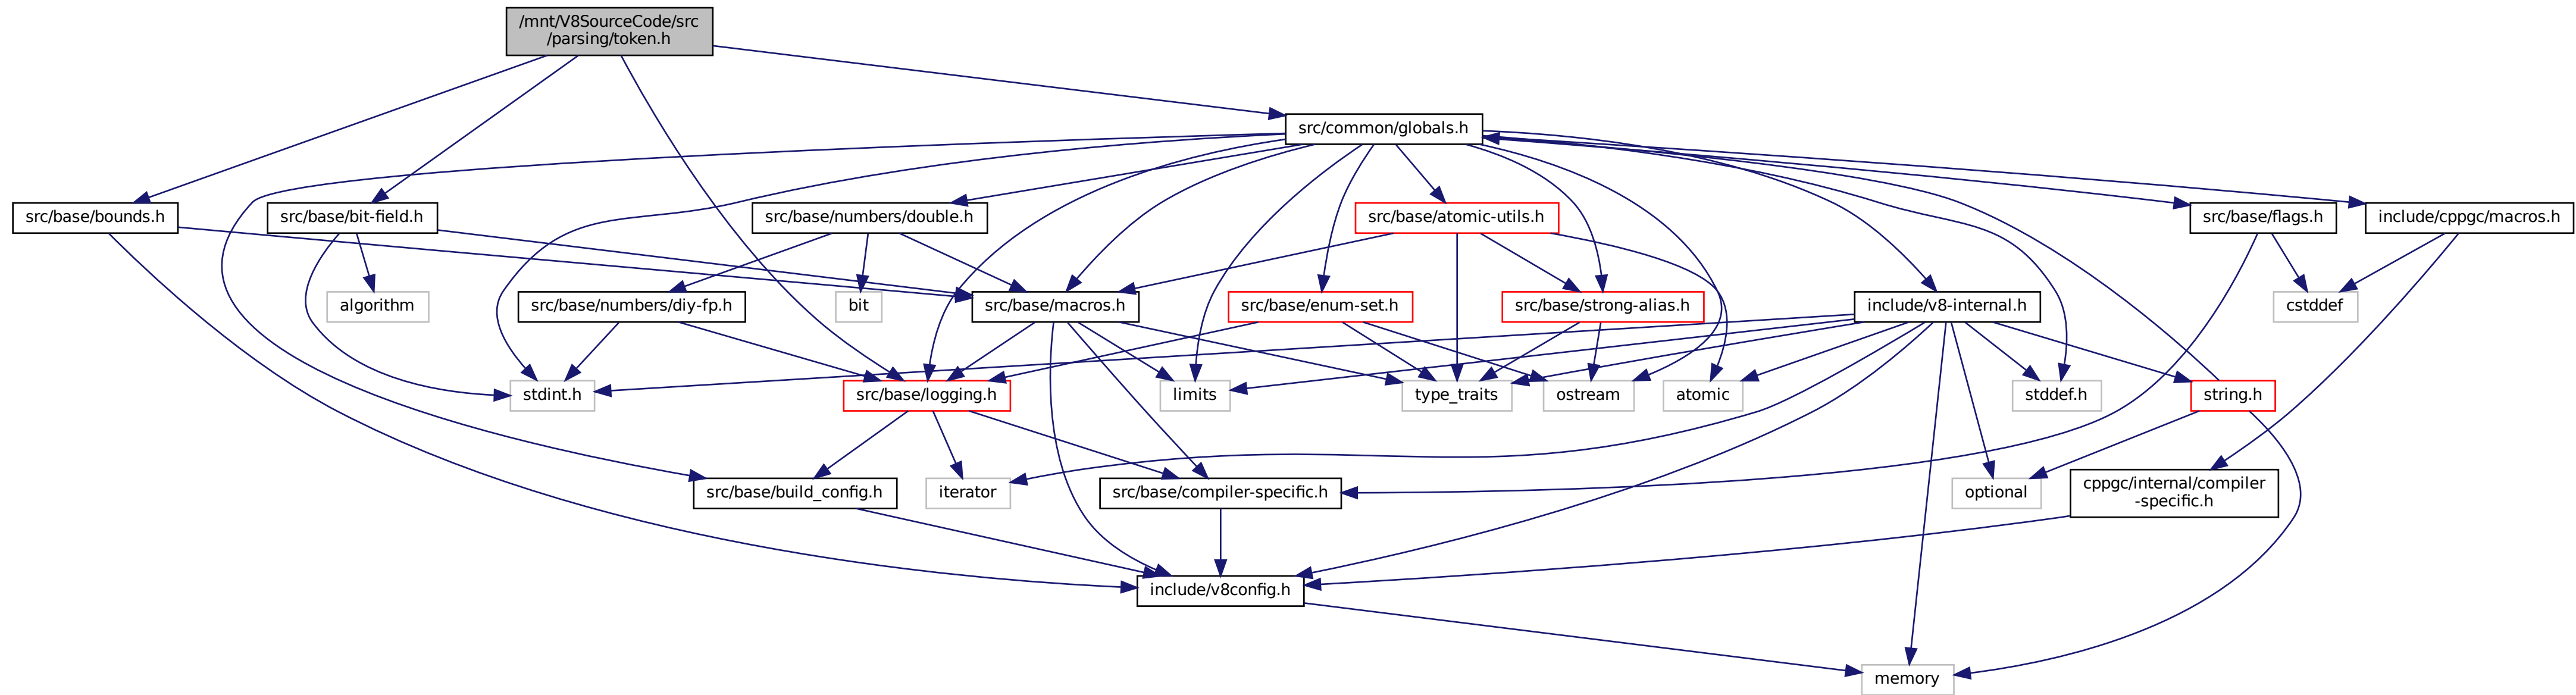 /mnt/V8SourceCode/src
/parsing/token.h
src/common/globals.h
src/base/bounds.h
src/base/bit-field.h
src/base/numbers/double.h
src/base/atomic-utils.h
src/base/flags.h
include/cppgc/macros.h
algorithm
src/base/numbers/diy-fp.h
bit
src/base/macros.h
src/base/enum-set.h
src/base/strong-alias.h
include/v8-internal.h
cstddef
stdint.h
src/base/logging.h
limits
type_traits
ostream
atomic
stddef.h
string.h
src/base/build_config.h
iterator
src/base/compiler-specific.h
optional
cppgc/internal/compiler
-specific.h
include/v8config.h
memory